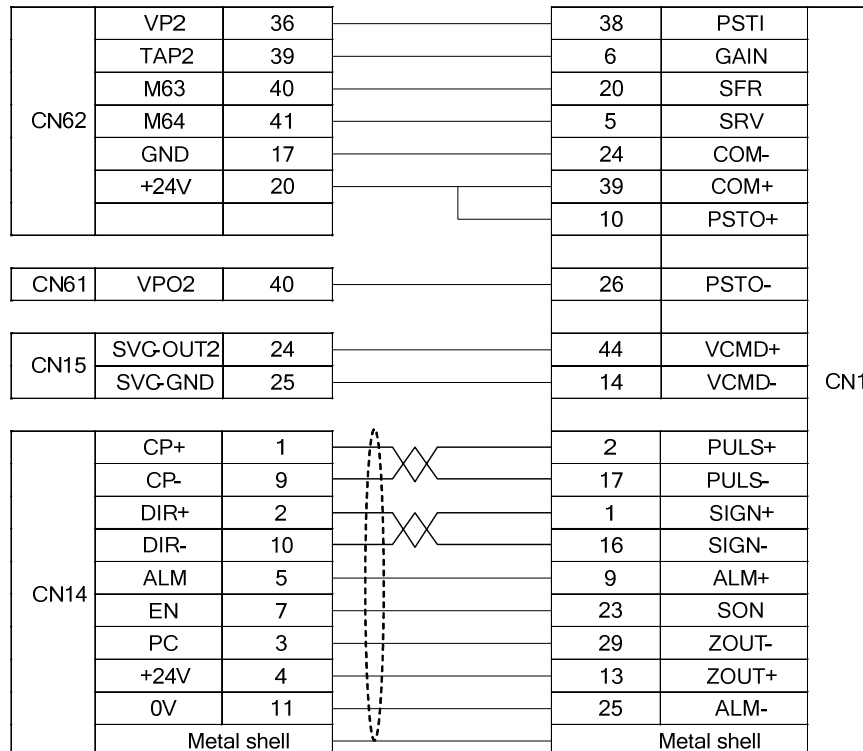 VP2 36 38 PSTI
TAP2 39 6 GAIN
M63 40 20 SFR
CN62 M64 41 5 SRV
GND 17 24 COM-
+24V 20 39 COM+
10 PSTO+
CN61 VPO2 40 26 PSTO-
CN15 SVC-OUT2 24 44 VCMD+
SVC-GND 25 14 VCMD- CN1
CP+ 1 2 PULS+
CP- 9 17 PULS-
DIR+ 2 1 SIGN+
DIR- 10 16 SIGN-
CN14 ALM 5 9 ALM+
EN 7 23 SON
PC 3 29 ZOUT-
+24V 4 13 ZOUT+
0V 11 25 ALM-
Metal shell Metal shell